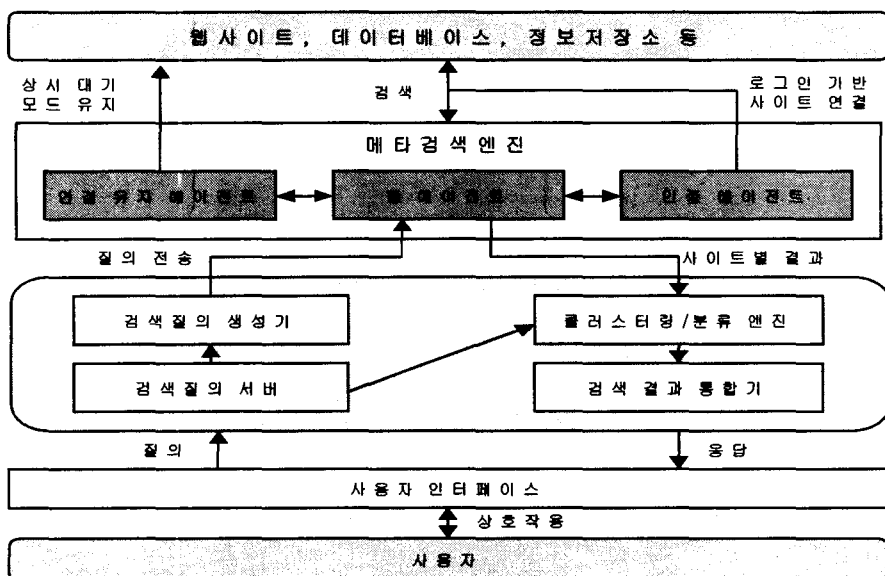 웹사이트, 데이터베이스, 정보저장소 등
상시 대기
모드 유지
검색
로그인 가반
사이트 연결
메타검색엔진
연결 유지 에이전트
에이전트
에이전트
질의 전송
사이트별 결과
검색질의 생성기
클러스터링/분류 엔진
검색질의 서버
검색 결과 통합기
질의
응답
사용자 인터페이스
상호작용
사용자